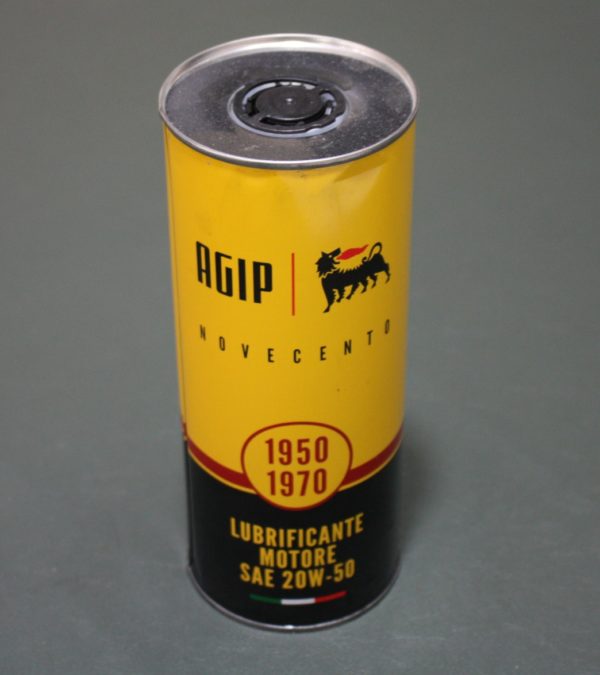 AGIP
NOVECENTO
1950
1970
LUBRIFICANTE
MOTORE
SAE 20W-50